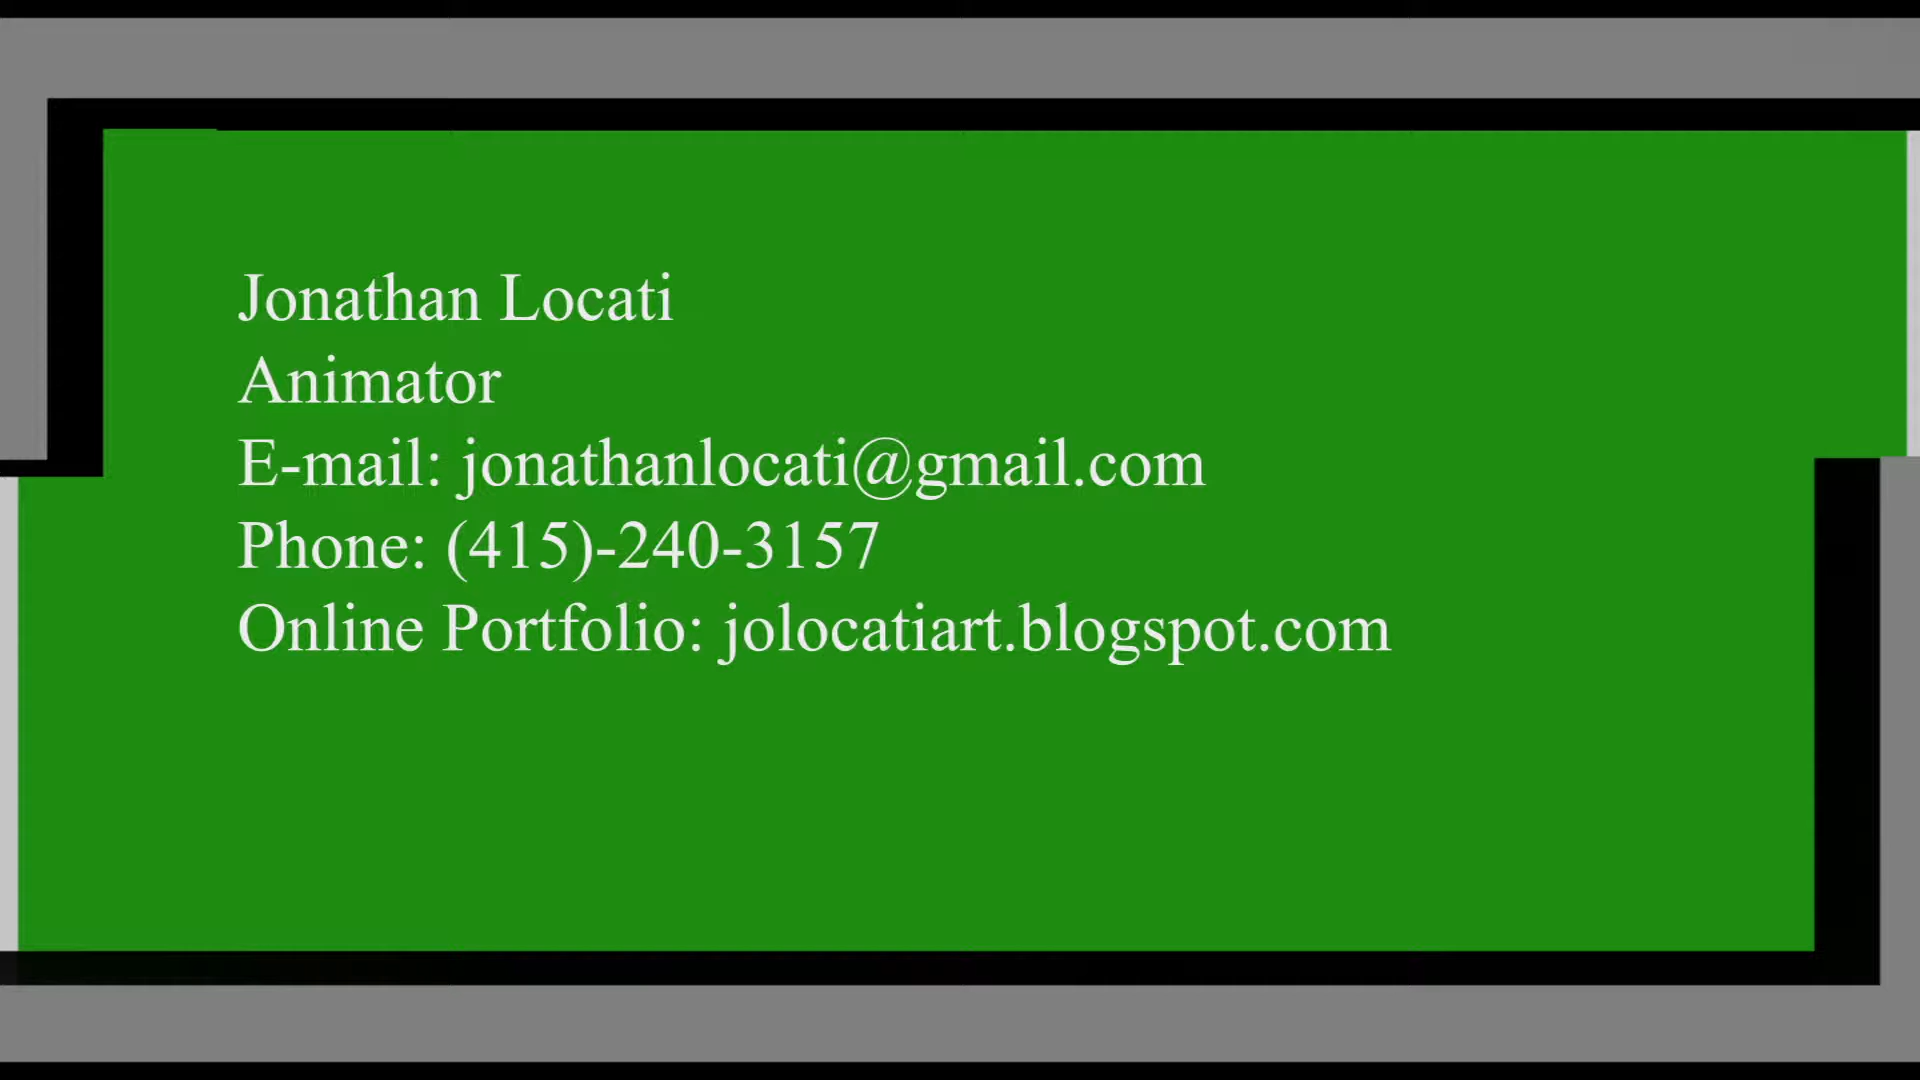 Jonathan Locati
Animator
E-mail: jonathanlocati@gmail.com
Phone: (415)-240-3157
Online Portfolio: jolocatiart.blogspot.com